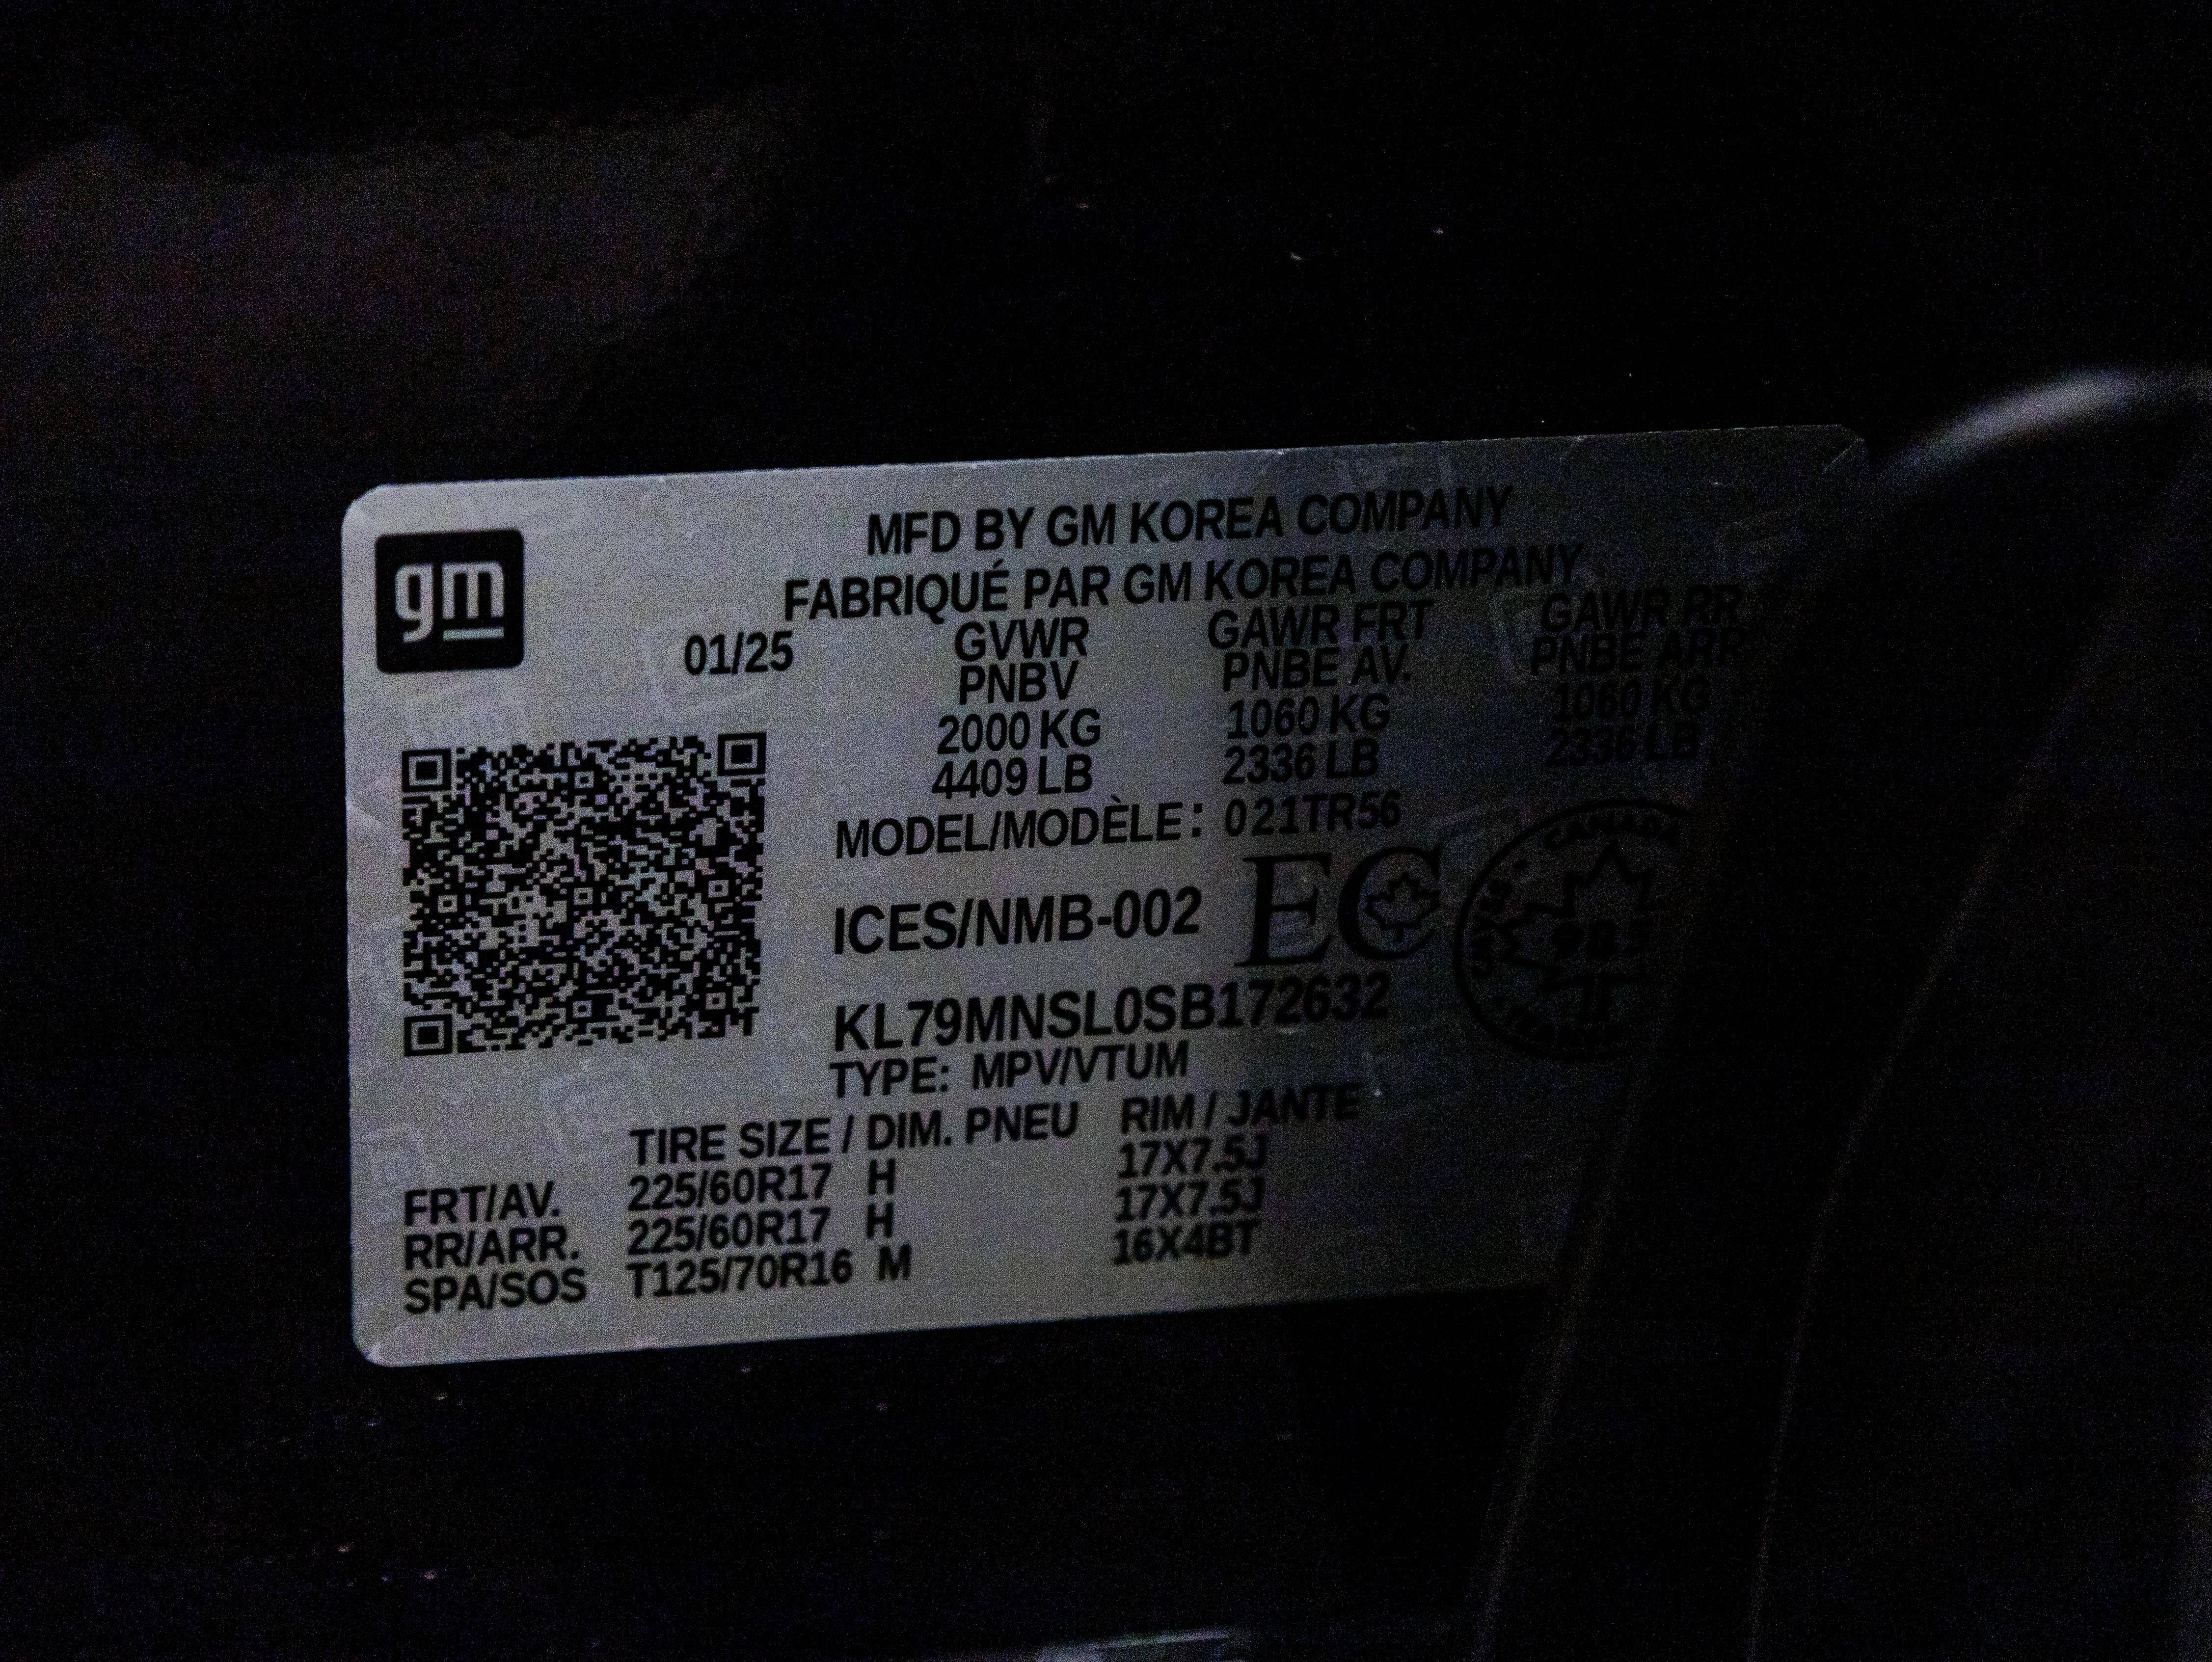 gm
MFD BY GM KOREA COMPANY
FABRIQUÉ PAR GM KOREA COMPANY
01/25 GVWR GAWR FRT GAWR RR
PNBV PNBE AV. PNBE ARR
2000 KG 1060 KG 1060 KG
4409 LB 2336 LB 2336 LB
MODEL/MODÈLE: 021TR56
ICES/NMB-002 EC
CANADA
KL79MNSL0SB172632
TYPE: MPV/VTUM
TIRE SIZE / DIM. PNEU RIM / JANTE
FRT/AV. 225/60R17 H 17X7.5J
RR/ARR. 225/60R17 H 17X7.5J
SPA/SOS T125/70R16 M 16X4BT